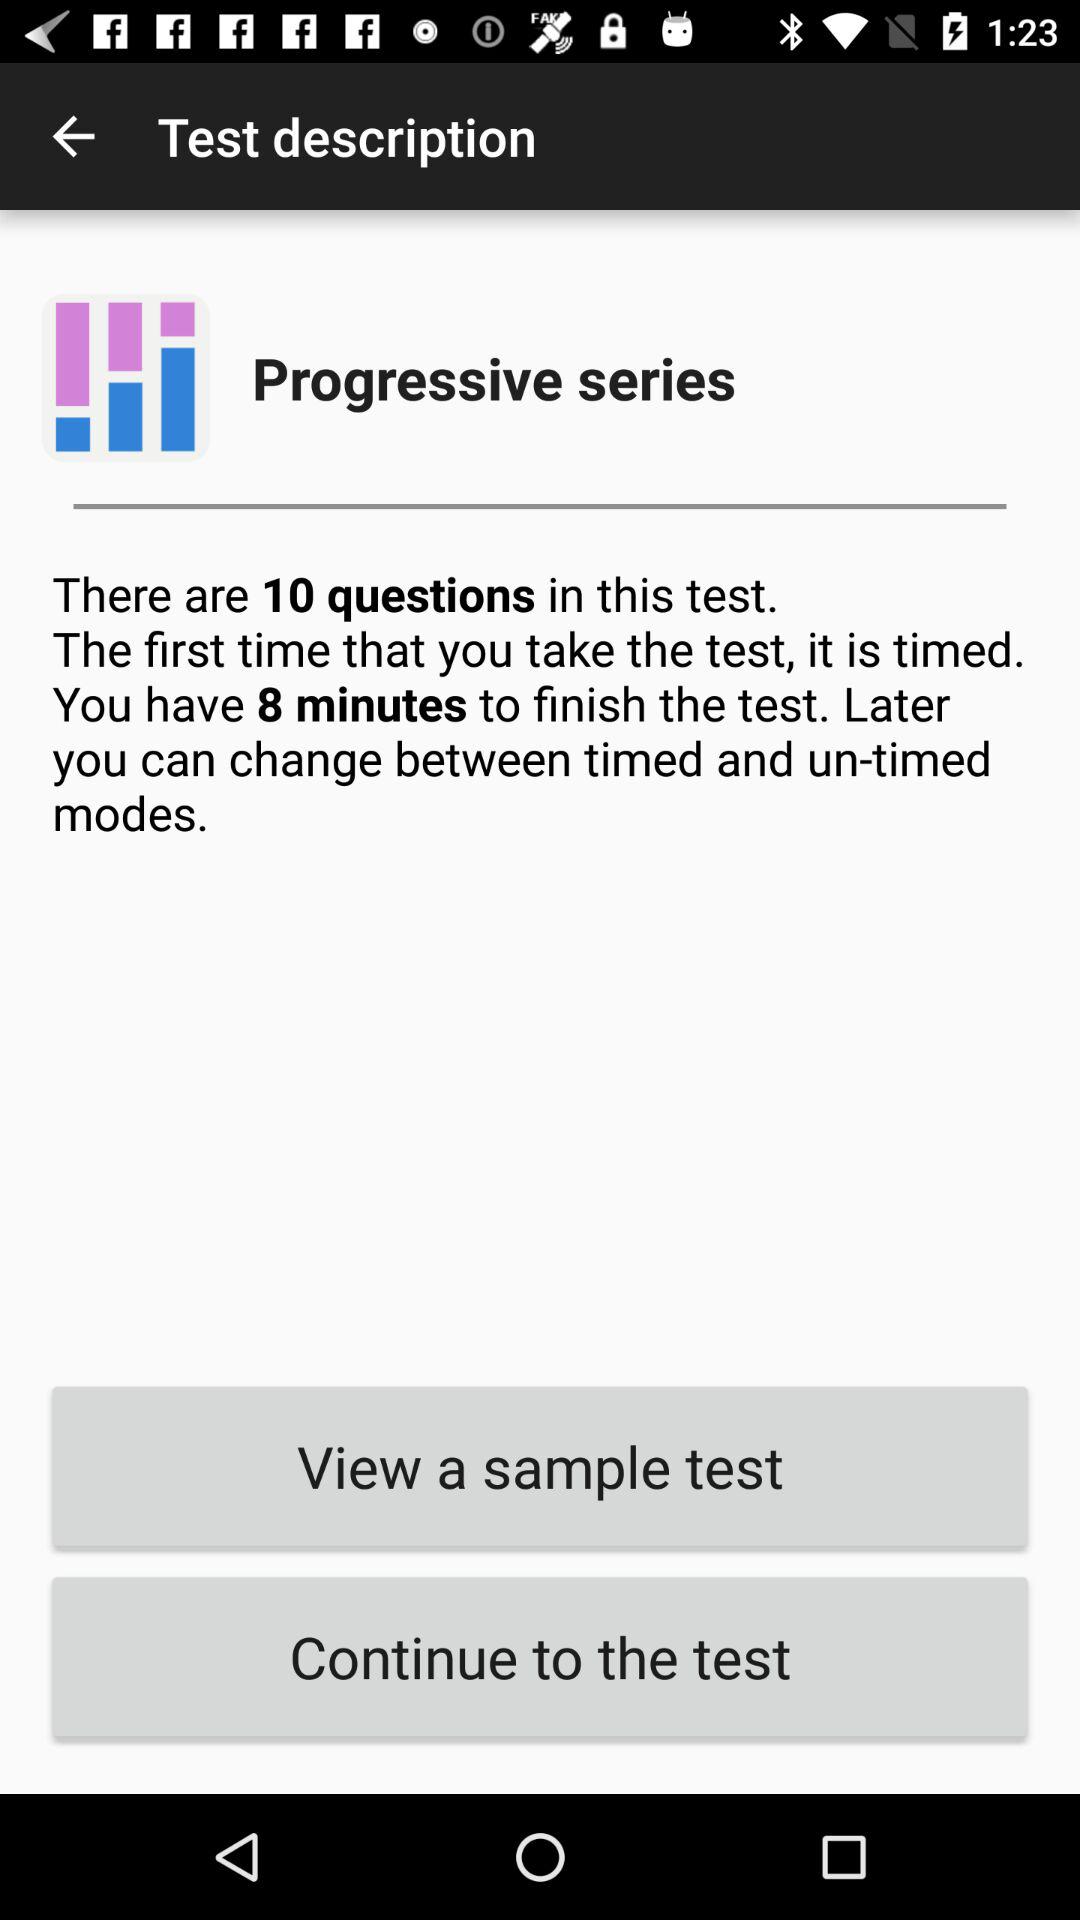 FAKE
1:23
Test description
Progressive series
There are 10 questions in this test.
The first time that you take the test, it is timed.
You have 8 minutes to finish the test. Later
you can change between timed and un-timed
modes.
View a sample test
Continue to the test